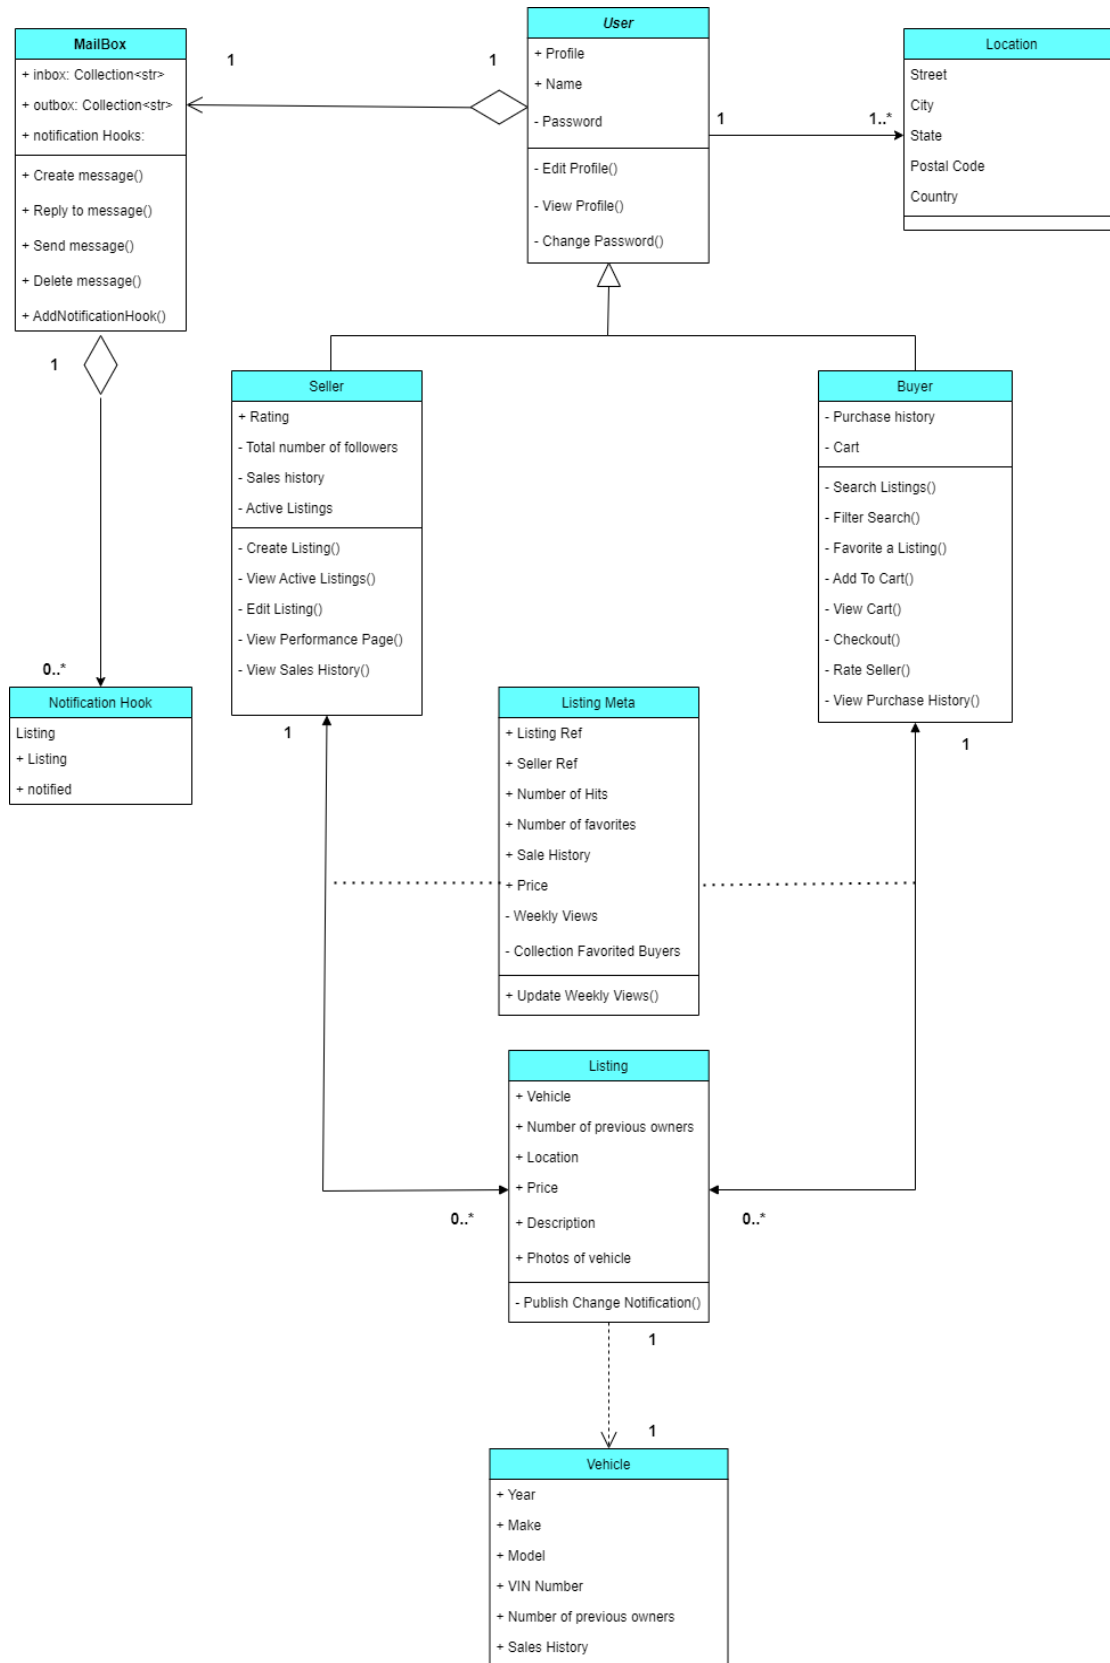 User
+ Profile
+ Name
- Password
- Edit Profile()
- View Profile()
- Change Password()
MailBox
+ inbox: Collection<str>
+ outbox: Collection<str>
+ notification Hooks:
+ Create message()
+ Reply to message()
+ Send message()
+ Delete message()
+ AddNotificationHook()
1
1
Location
Street
City
State
Postal Code
Country
1
1..*
1
0..*
Notification Hook
Listing
+ Listing
+ notified
Seller
+ Rating
- Total number of followers
- Sales history
- Active Listings
- Create Listing()
- View Active Listings()
- Edit Listing()
- View Performance Page()
- View Sales History()
1
Buyer
- Purchase history
- Cart
- Search Listings()
- Filter Search()
- Favorite a Listing()
- Add To Cart()
- View Cart()
- Checkout()
- Rate Seller()
- View Purchase History()
1
Listing Meta
+ Listing Ref
+ Seller Ref
+ Number of Hits
+ Number of favorites
+ Sale History
+ Price
- Weekly Views
- Collection Favorited Buyers
+ Update Weekly Views()
Listing
+ Vehicle
+ Number of previous owners
+ Location
+ Price
+ Description
+ Photos of vehicle
- Publish Change Notification()
0..*
0..*
1
1
Vehicle
+ Year
+ Make
+ Model
+ VIN Number
+ Number of previous owners
+ Sales History